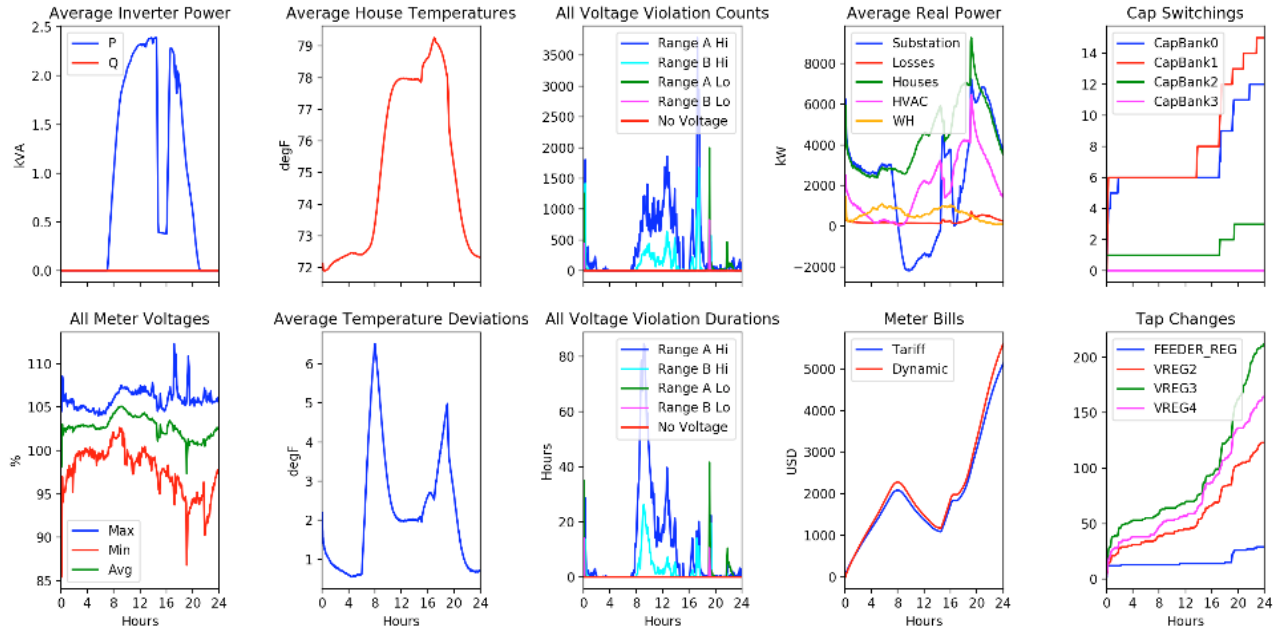 Average Inverter Power
2.5
2.0
1.5
1.0
0.5
0.0
kVA
P
Q
Average House Temperatures
79
78
77
76
75
74
73
72
degF
All Voltage Violation Counts
3500
3000
2500
2000
1500
1000
500
0
Range A Hi
Range B Hi
Range A Lo
Range B Lo
No Voltage
Average Real Power
8000
6000
4000
2000
0
−2000
kW
Substation
Losses
Houses
HVAC
WH
Cap Switchings
14
12
10
8
6
4
2
0
CapBank0
CapBank1
CapBank2
CapBank3
All Meter Voltages
110
105
100
95
90
85
%
Max
Min
Avg
0 4 8 12 16 20 24
Hours
Average Temperature Deviations
6
5
4
3
2
1
degF
0 4 8 12 16 20 24
Hours
All Voltage Violation Durations
80
60
40
20
0
Hours
Range A Hi
Range B Hi
Range A Lo
Range B Lo
No Voltage
0 4 8 12 16 20 24
Hours
Meter Bills
5000
4000
3000
2000
1000
0
USD
Tariff
Dynamic
0 4 8 12 16 20 24
Hours
Tap Changes
200
150
100
50
0
FEEDER_REG
VREG2
VREG3
VREG4
0 4 8 12 16 20 24
Hours